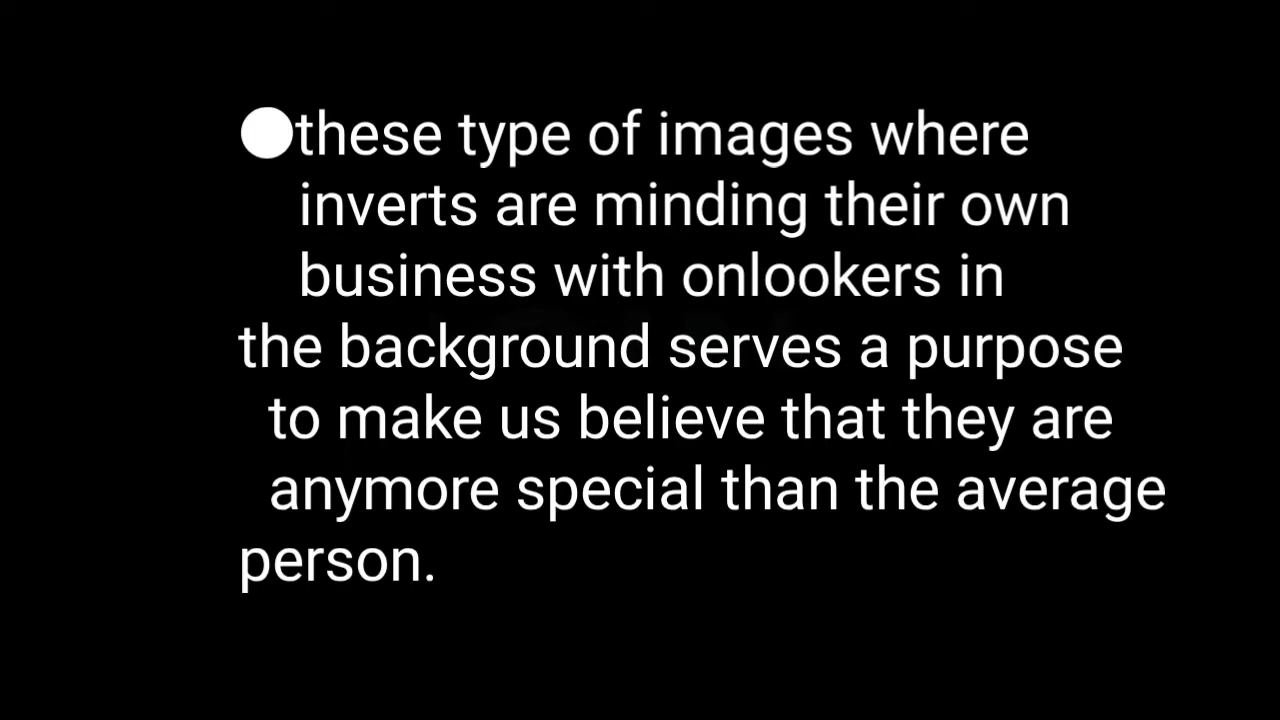 ●these type of images where
inverts are minding their own
business with onlookers in
the background serves a purpose
to make us believe that they are
anymore special than the average
person.